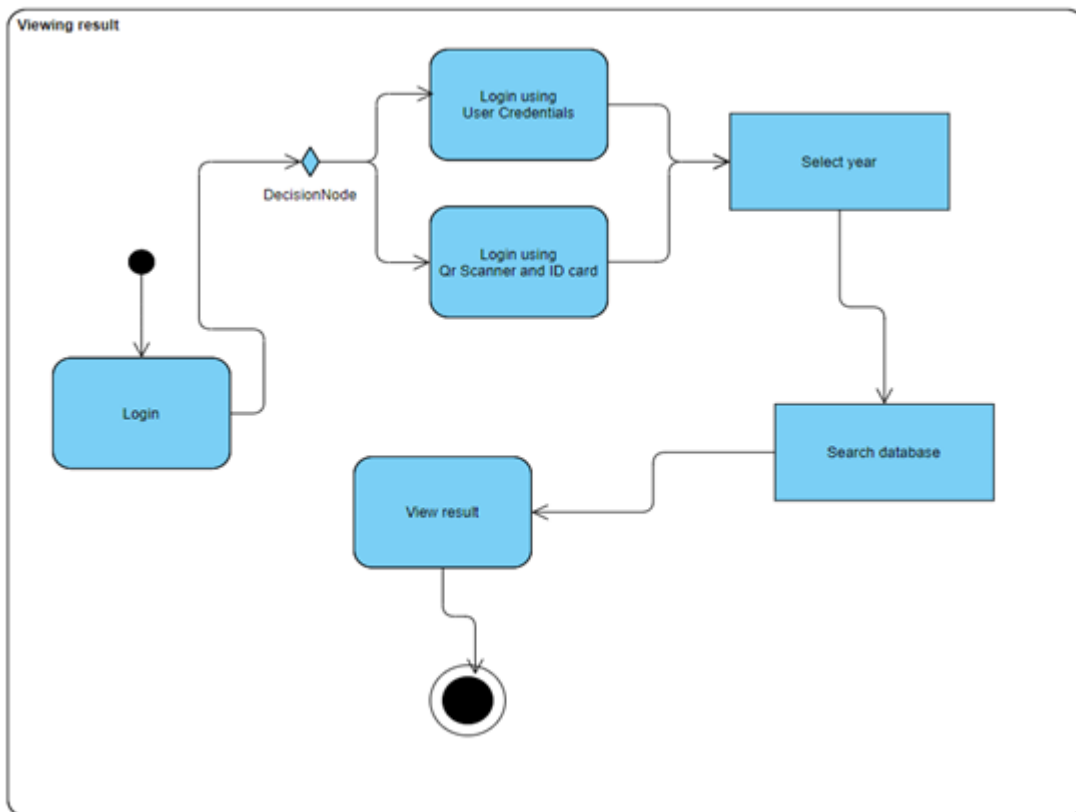 Viewing result
Login using
User Credentials
Select year
DecisionNode
Login using
Qr Scanner and ID card
Login
Search database
View result